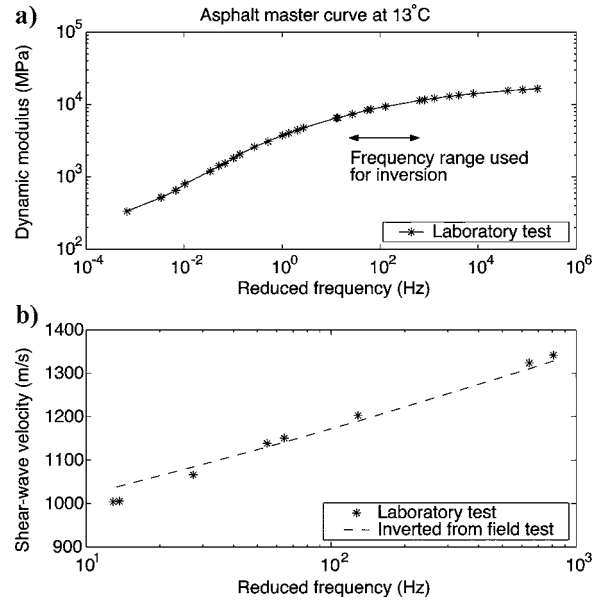 a)
Asphalt master curve at 13°C
Dynamic modulus (MPa)
10^5
10^4
10^3
10^2
Frequency range used
for inversion
Laboratory test
10^-4
10^-2
10^0
10^2
10^4
10^6
Reduced frequency (Hz)
b)
Shear-wave velocity (m/s)
1400
1300
1200
1100
1000
900
Laboratory test
Inverted from field test
10^1
10^2
10^3
Reduced frequency (Hz)